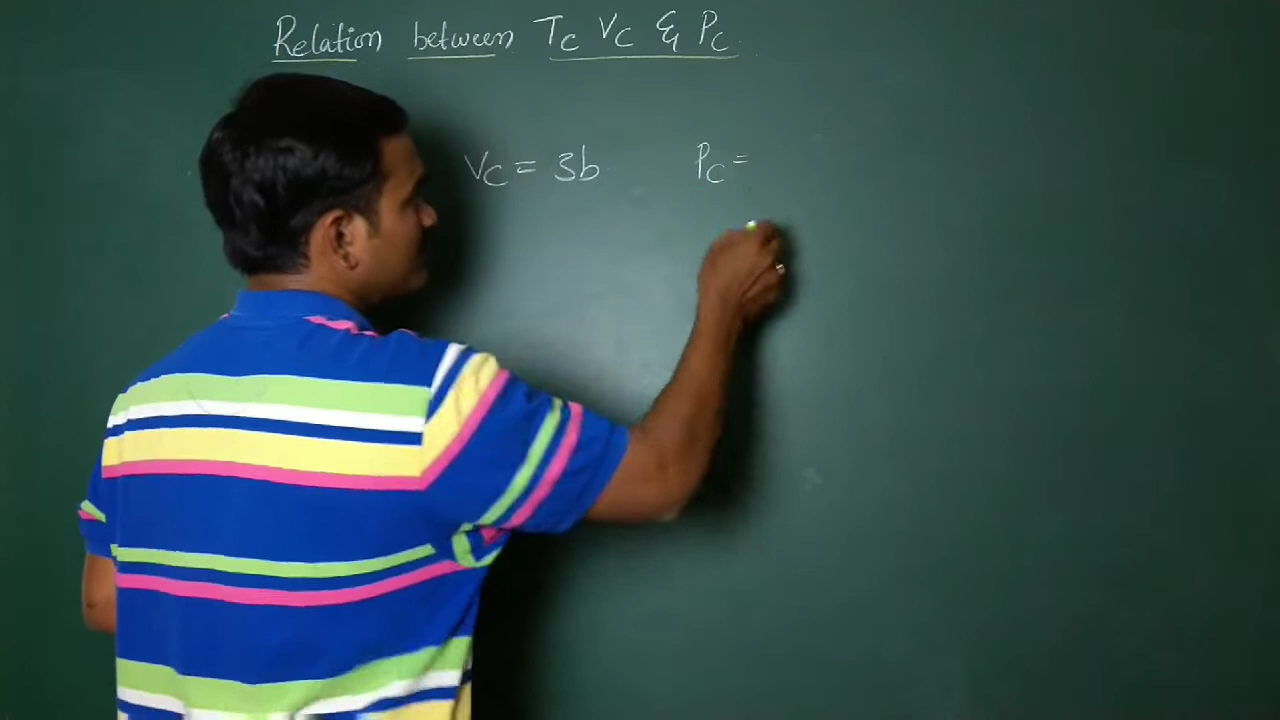 Relation between Tc Vc & Pc
Vc = 3b Pc =